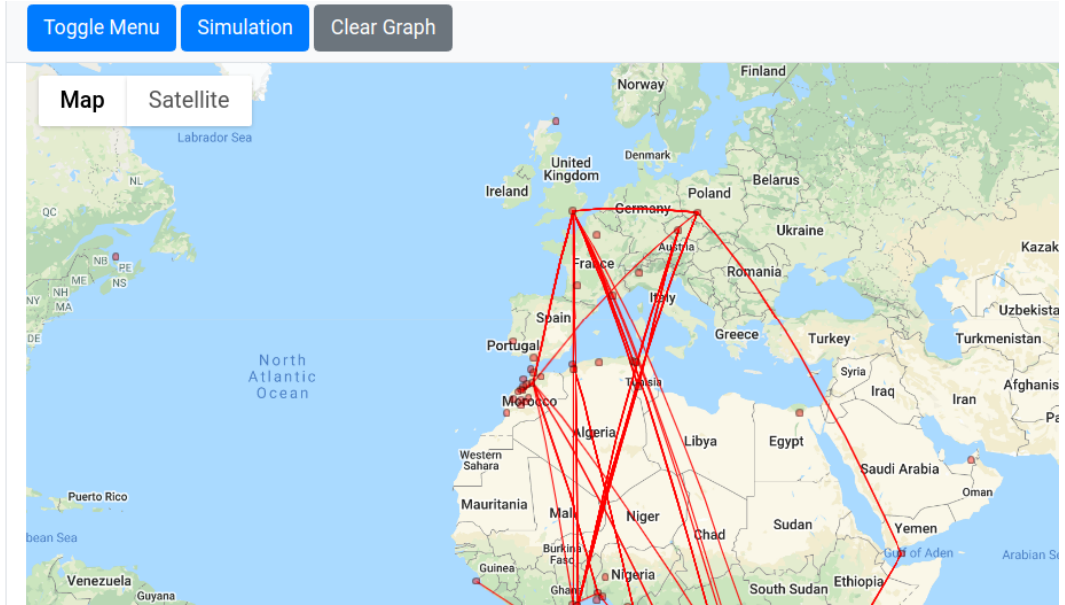 Toggle Menu
Simulation
Clear Graph
Map
Satellite
Finland
Norway
Labrador Sea
United
Kingdom
Denmark
NL
Ireland
Poland
Belarus
QC
Germany
Ukraine
Austria
Kazak
NB
PE
France
Romania
ME
NS
NH
NY
MA
Italy
Uzbekista
Spain
DE
Portugal
Greece
Turkey
Turkmenistan
North
Atlantic
Ocean
Syria
Tunisia
Iraq
Iran
Afghanis
Morocco
Pa
Algeria
Libya
Egypt
Western
Sahara
Saudi Arabia
Oman
Puerto Rico
Mauritania
Mali
Niger
Chad
Sudan
Yemen
bean Sea
Gulf of Aden
Arabian Se
Burkina
Faso
Guinea
Venezuela
Nigeria
Ghana
South Sudan
Ethiopia
Guyana